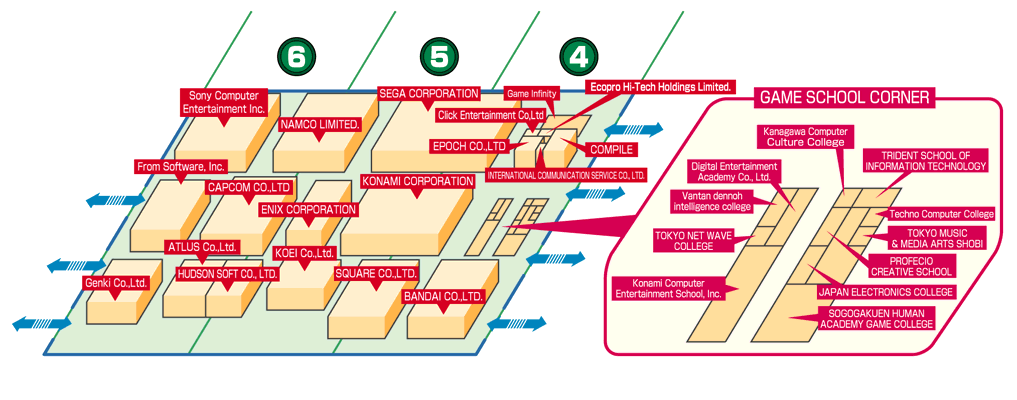 6
5
4
Sony Computer
Entertainment Inc.
NAMCO LIMITED.
SEGA CORPORATION
Game Infinity
Ecopro Hi-Tech Holdings Limited.
Click Entertainment Co,Ltd
EPOCH CO.,LTD
COMPILE
INTERNATIONAL COMMUNICATION SERVICE CO., LTD.
From Software, Inc.
CAPCOM CO.,LTD
ENIX CORPORATION
KONAMI CORPORATION
ATLUS Co.,Ltd.
KOEI Co.,Ltd.
Genki Co.,Ltd.
HUDSON SOFT CO., LTD.
SQUARE CO.,LTD.
BANDAI CO.,LTD.
GAME SCHOOL CORNER
Kanagawa Computer
Culture College
TRIDENT SCHOOL OF
INFORMATION TECHNOLOGY
Digital Entertainment
Academy Co., Ltd.
Vantan dennoh
intelligence college
Techno Computer College
TOKYO NET WAVE
COLLEGE
TOKYO MUSIC
& MEDIA ARTS SHOBI
PROFECIO
CREATIVE SCHOOL
Konami Computer
Entertainment School, Inc.
JAPAN ELECTRONICS COLLEGE
SOGOGAKUEN HUMAN
ACADEMY GAME COLLEGE